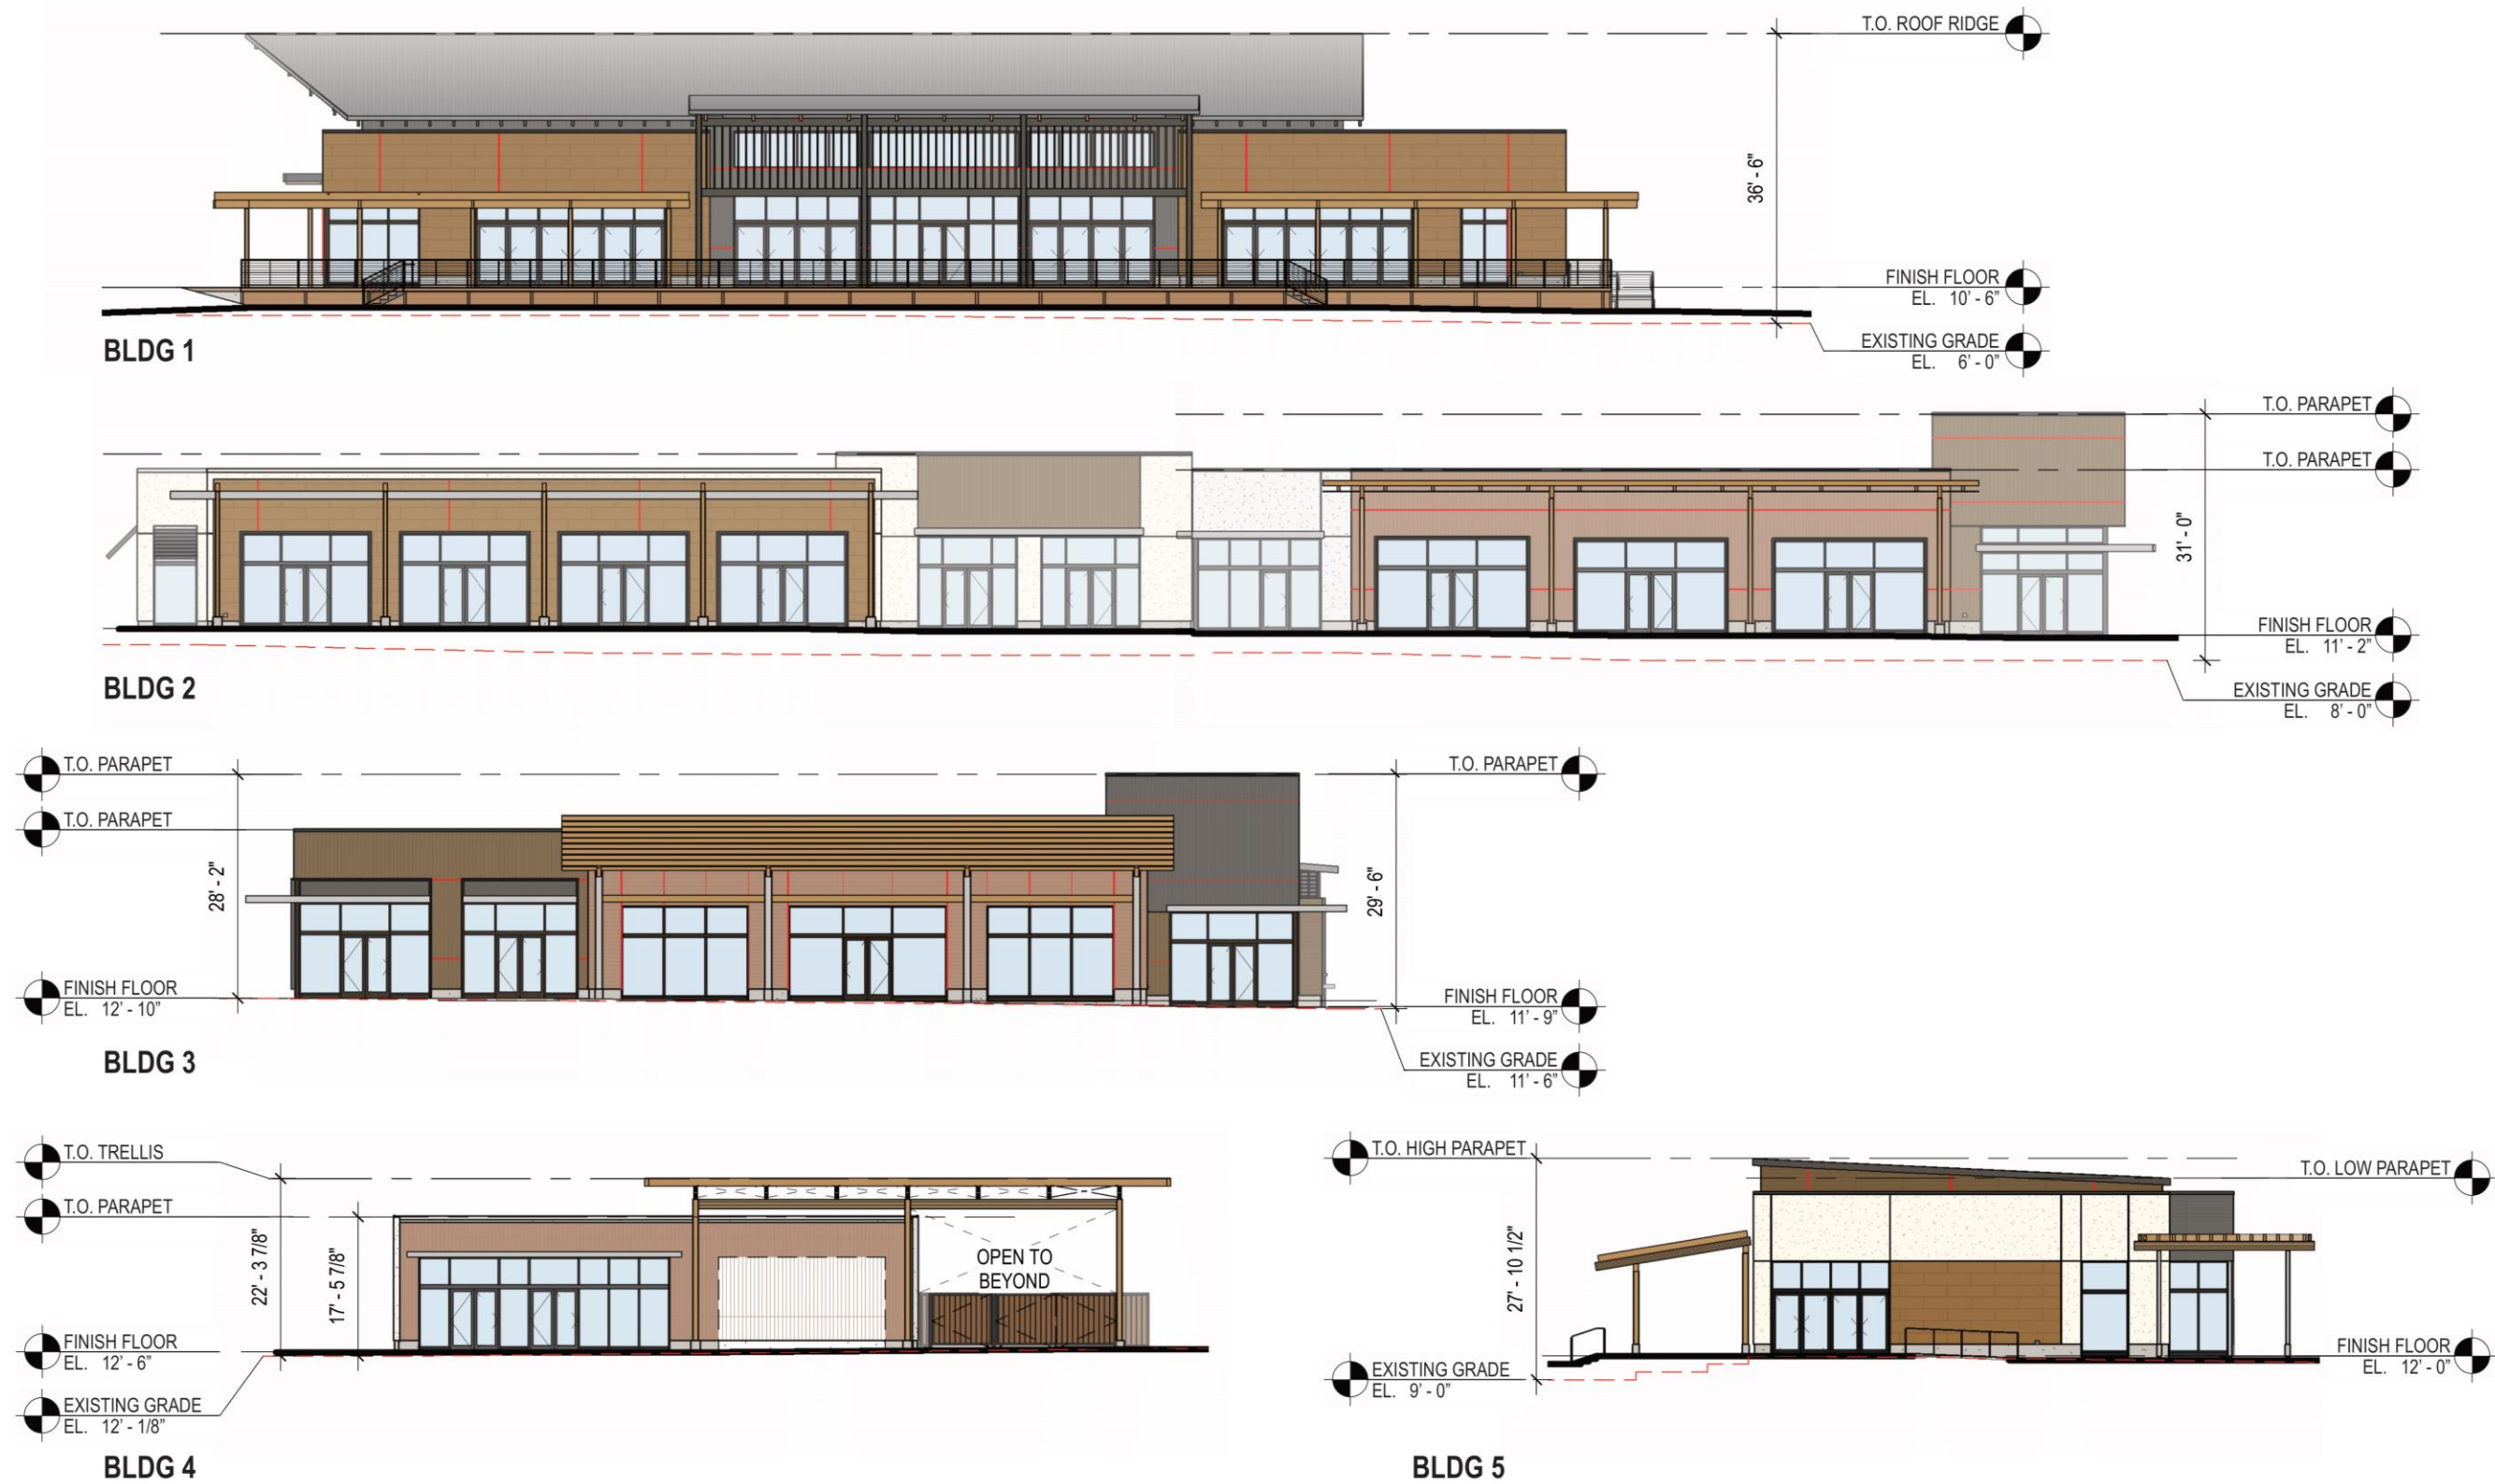 T.O. ROOF RIDGE
36' - 6"
FINISH FLOOR
EL. 10' - 6"
EXISTING GRADE
EL. 6' - 0"
BLDG 1
T.O. PARAPET
T.O. PARAPET
31' - 0"
FINISH FLOOR
EL. 11' - 2"
EXISTING GRADE
EL. 8' - 0"
BLDG 2
T.O. PARAPET
T.O. PARAPET
T.O. PARAPET
28' - 2"
29' - 6"
FINISH FLOOR
EL. 12' - 10"
FINISH FLOOR
EL. 11' - 9"
EXISTING GRADE
EL. 11' - 6"
BLDG 3
T.O. TRELLIS
T.O. PARAPET
22' - 3 7/8"
17' - 5 7/8"
OPEN TO
BEYOND
FINISH FLOOR
EL. 12' - 6"
EXISTING GRADE
EL. 12' - 1/8"
BLDG 4
T.O. HIGH PARAPET
T.O. LOW PARAPET
27' - 10 1/2"
FINISH FLOOR
EL. 12' - 0"
EXISTING GRADE
EL. 9' - 0"
BLDG 5